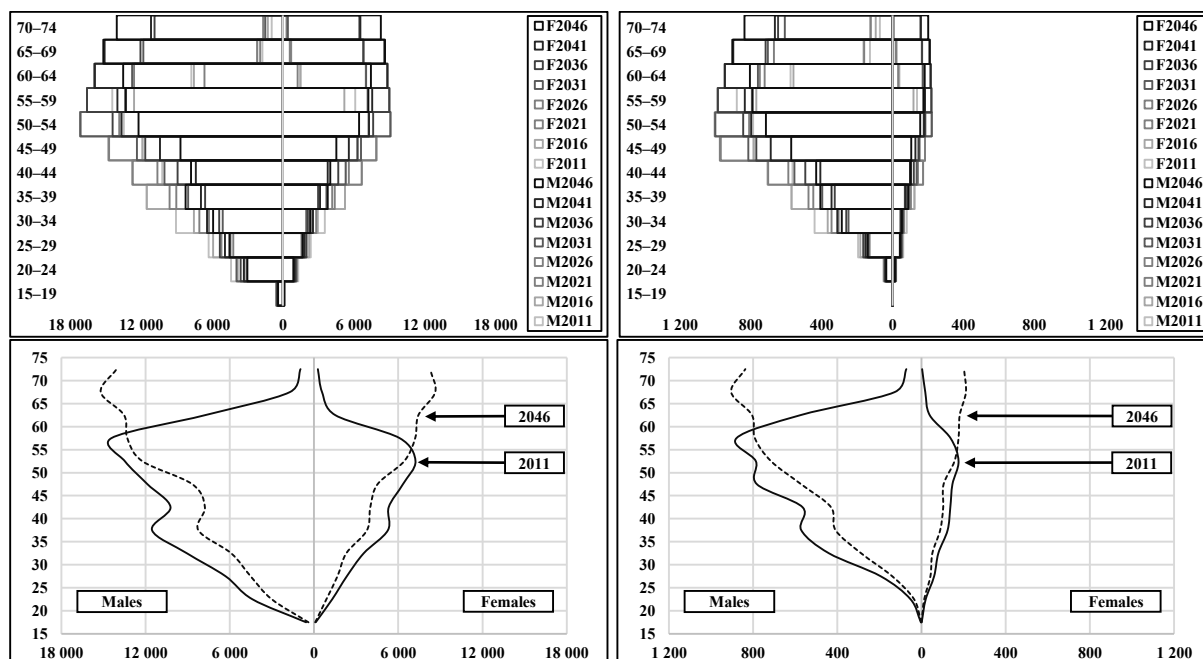 70–74
65–69
60–64
55–59
50–54
45–49
40–44
35–39
30–34
25–29
20–24
15–19
18 000 12 000 6 000 0 6 000 12 000 18 000
F2046
F2041
F2036
F2031
F2026
F2021
F2016
F2011
M2046
M2041
M2036
M2031
M2026
M2021
M2016
M2011
70–74
65–69
60–64
55–59
50–54
45–49
40–44
35–39
30–34
25–29
20–24
15–19
1 200 800 400 0 400 800 1 200
F2046
F2041
F2036
F2031
F2026
F2021
F2016
F2011
M2046
M2041
M2036
M2031
M2026
M2021
M2016
M2011
75
70
65
60
55
50
45
40
35
30
25
20
15
2046
2011
Males Females
18 000 12 000 6 000 0 6 000 12 000 18 000
75
70
65
60
55
50
45
40
35
30
25
20
15
2046
2011
Males Females
1 200 800 400 0 400 800 1 200